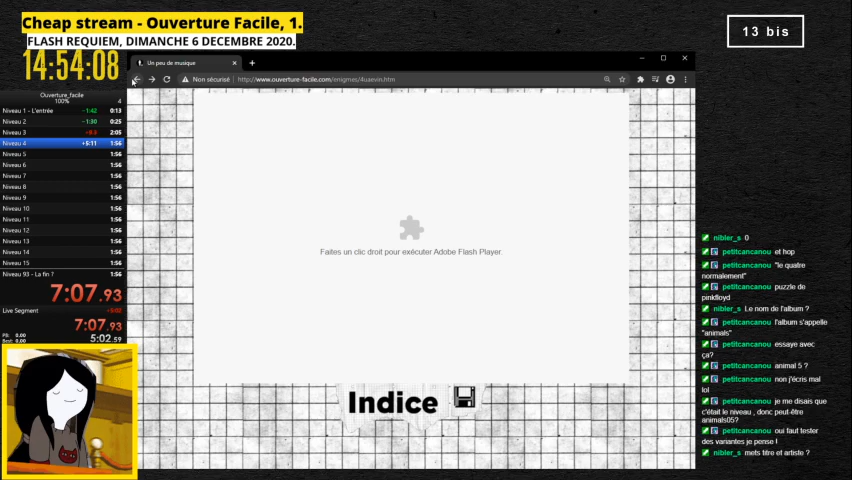 Cheap stream - Ouverture Facile, 1.
FLASH REQUIEM, DIMANCHE 6 DECEMBRE 2020.
14:54:08
13 bis
Un peu de musique
Non sécurisé
http://www.ouverture-facile.com/enigmes/4uaevin.htm
Ouverture_facile
100% 4
Niveau 1 - L'entrée -1:42 0:13
Niveau 2 -1:30 0:25
Niveau 3 2:05
Niveau 4 +5:11 1:56
Niveau 5 1:56
Niveau 6 1:56
Niveau 7 1:56
Niveau 8 1:56
Niveau 9 1:56
Niveau 10 1:56
Niveau 11 1:56
Niveau 12 1:56
Niveau 13 1:56
Niveau 14 1:56
Niveau 15 1:56
Niveau 93 - La fin ? 1:56
7:07.93
Live Segment +5:02
7:07.93
PB: 0.00
Best: 0.00
5:02.59
Faites un clic droit pour exécuter Adobe Flash Player.
Indice
nibler_s 0
petitcancanou et hop
petitcancanou "le quatre
normalement"
petitcancanou puzzle de
pinkfloyd
nibler_s Le nom de l'album ?
petitcancanou l'album s'appelle
"animals"
petitcancanou essaye avec
ça?
petitcancanou animal 5 ?
petitcancanou non j'écris mal
lol
petitcancanou je me disais que
c'était le niveau , donc peut-être
animals05?
petitcancanou oui faut tester
des variantes je pense !
nibler_s mets titre et artiste ?